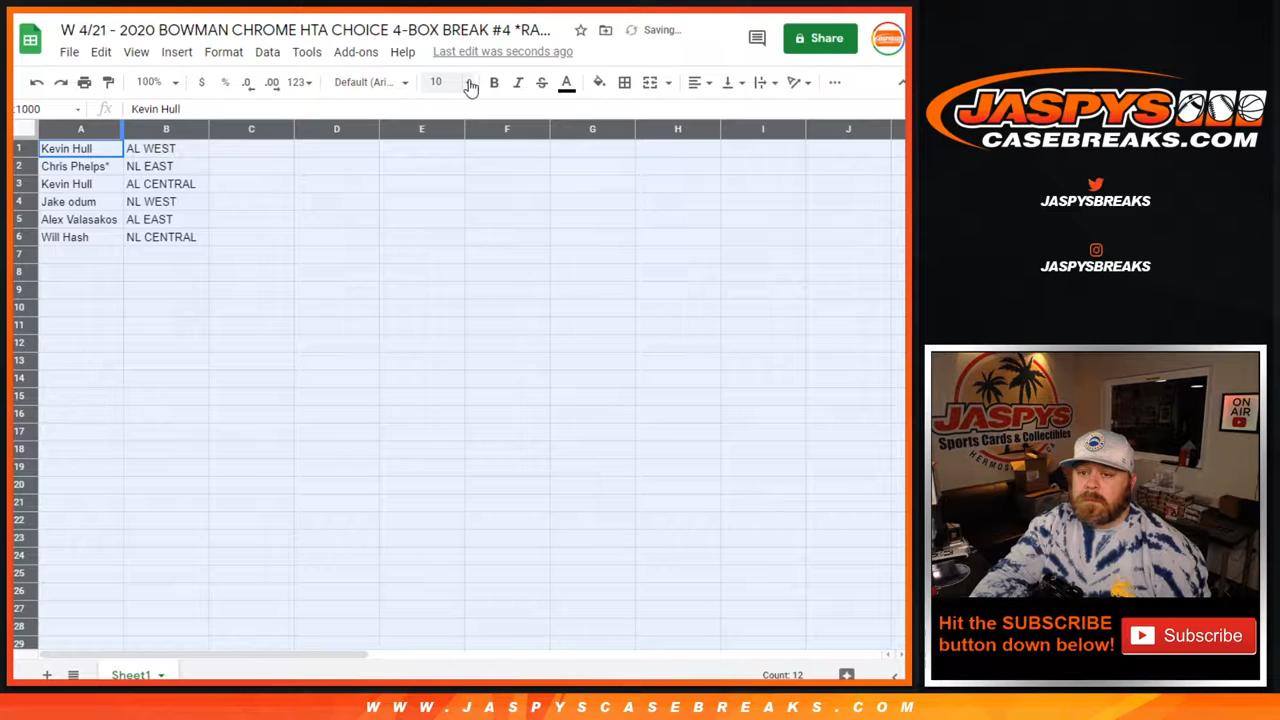 W 4/21 - 2020 BOWMAN CHROME HTA CHOICE 4-BOX BREAK #4 *RA...
Saving...
Share
File Edit View Insert Format Data Tools Add-ons Help Last edit was seconds ago
100% $ % .0 .00 123 Default (Ari... 10 B I S A
:1000 fx Kevin Hull
A B C D E F G H I J
1 Kevin Hull AL WEST
2 Chris Phelps* NL EAST
3 Kevin Hull AL CENTRAL
4 Jake odum NL WEST
5 Alex Valasakos AL EAST
6 Will Hash NL CENTRAL
7
8
9
10
11
12
13
14
15
16
17
18
19
20
21
22
23
24
25
26
27
28
29
Sheet1
Count: 12
JASPYS
CASEBREAKS.COM
JASPYSBREAKS
JASPYSBREAKS
JASPYS
Sports Cards & Collectibles
ON
AIR
Hit the SUBSCRIBE
button down below!
Subscribe
WWW.JASPYSCASEBREAKS.COM